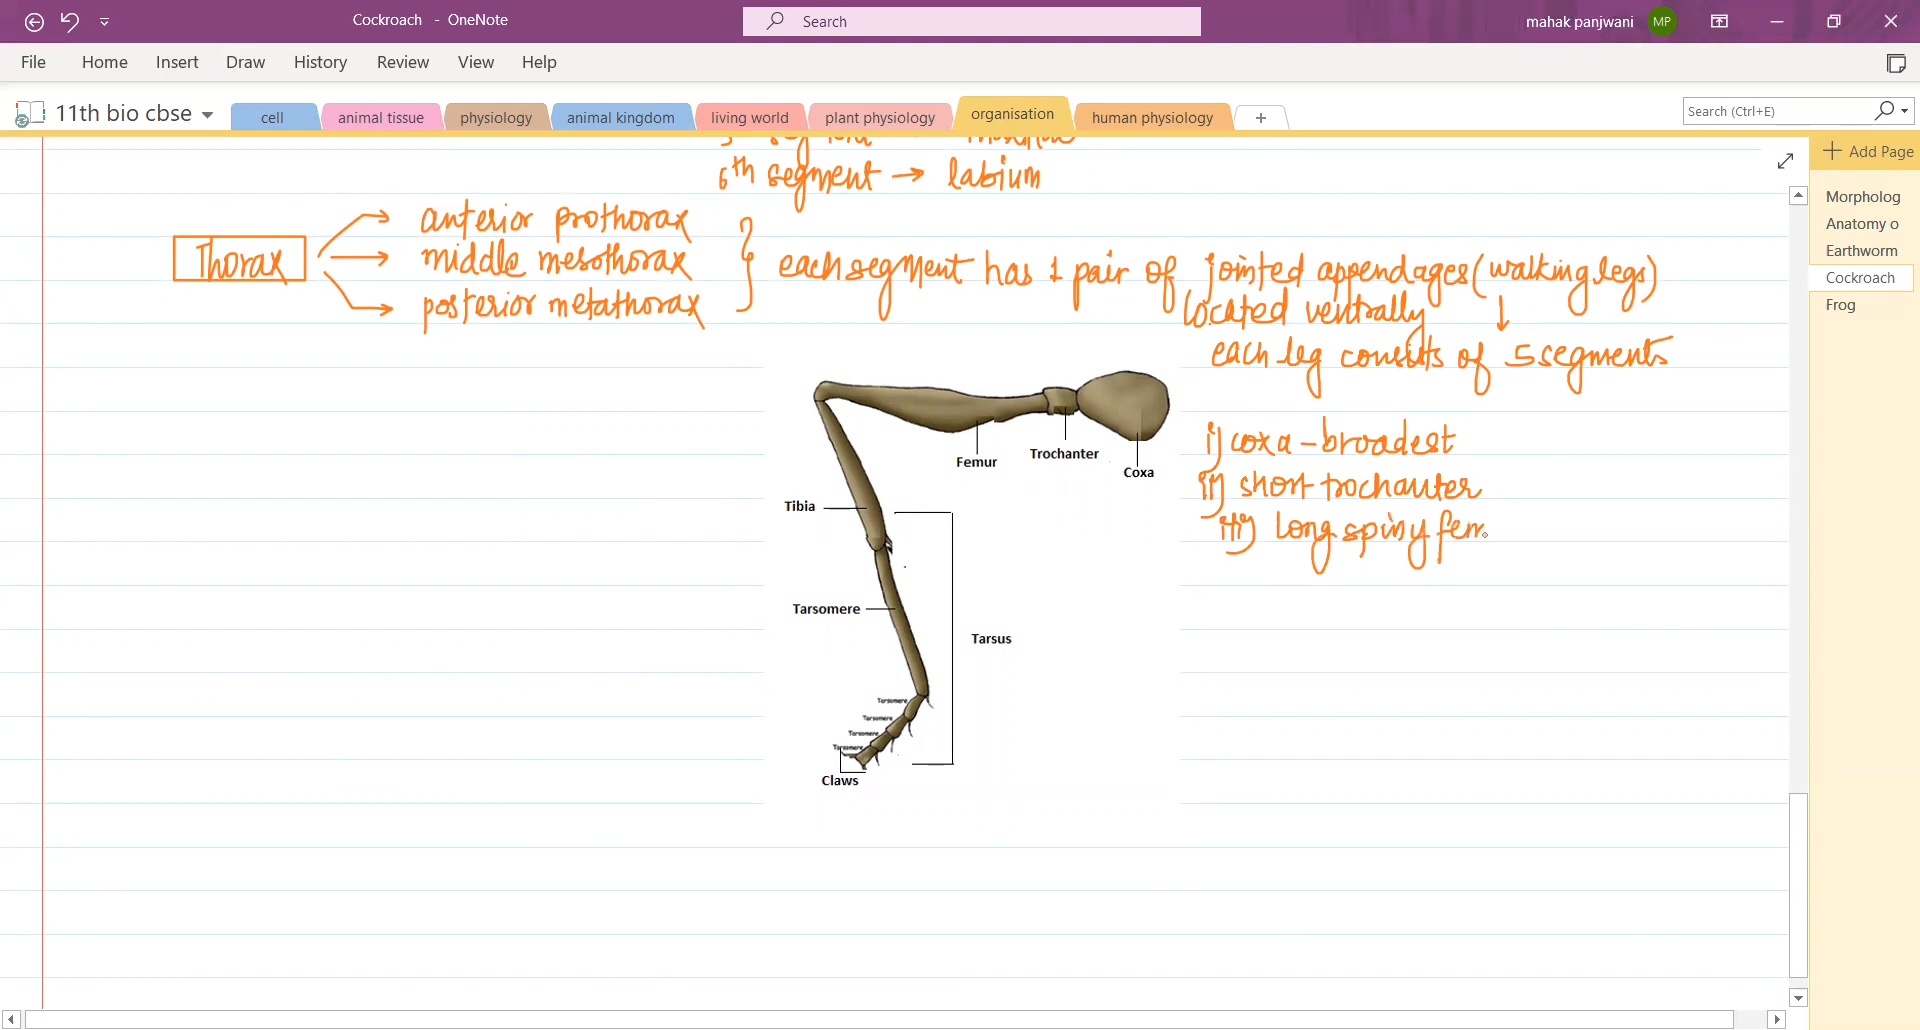 Cockroach - OneNote
Search
mahak panjwani
MP
File Home Insert Draw History Review View Help
11th bio cbse
cell
animal tissue
physiology
animal kingdom
living world
plant physiology
organisation
human physiology
+
Search (Ctrl+E)
Add Page
Morpholog
Anatomy o
Earthworm
Cockroach
Frog
6th segment → labium
Thorax
anterior prothorax
middle mesothorax
posterior metathorax
each segment has 1 pair of jointed appendages (walking legs)
located ventrally
each leg consists of 5 segments
i) coxa - broadest
ii) short trochanter
iii) long spiny fem
Femur
Trochanter
Coxa
Tibia
Tarsomere
Tarsus
Tarsomere
Tarsomere
Tarsomere
Tarsomere
Claws